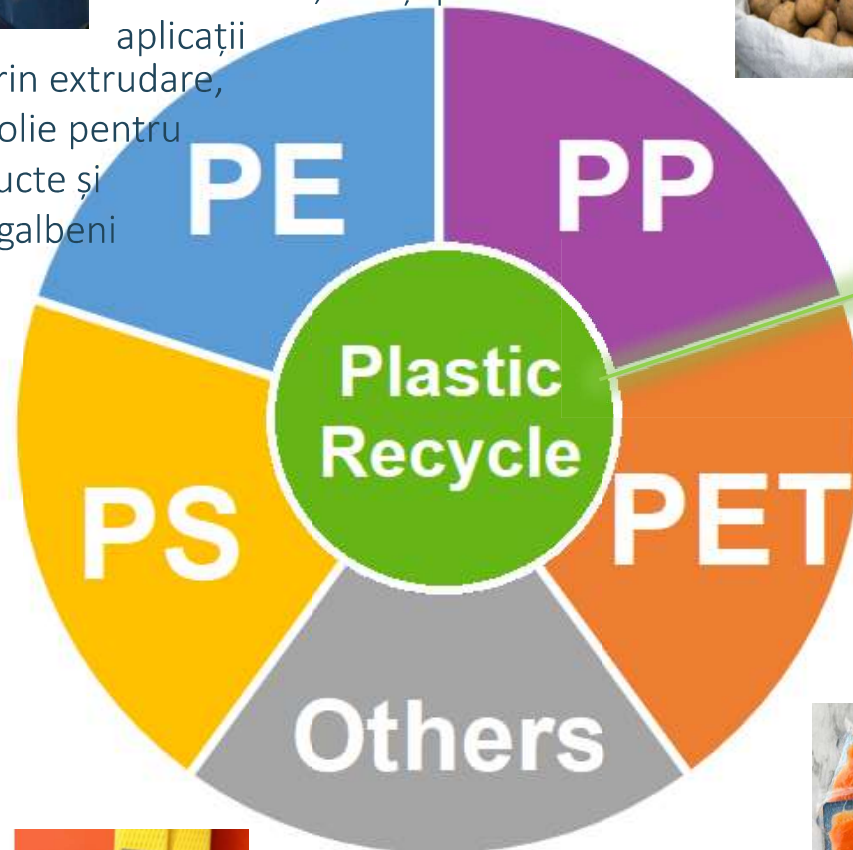 aplicații
rin extrudare,
olie pentru
ucte și
galbeni
PE
PP
Plastic
Recycle
PS
PET
Others